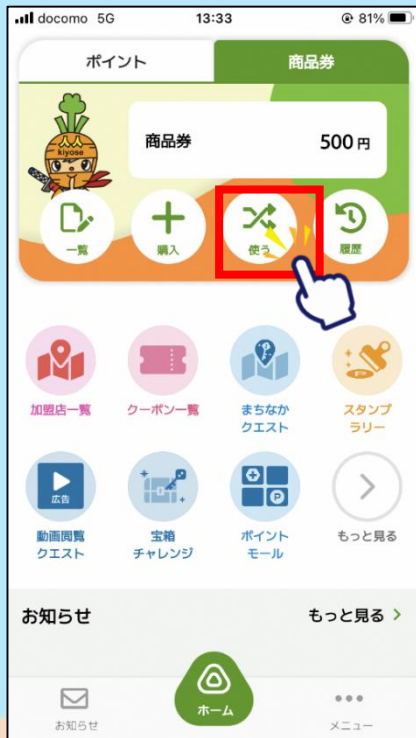 docomo 5G 13:33 81%
ポイント 商品券
kiyose
商品券 500 円
一覧 購入 使う 履歴
加盟店一覧 クーポン一覧 まちなか スタンプ
クエスト ラリー
広告
動画閲覧 宝箱 ポイント もっと見る
クエスト チャレンジ モール
お知らせ もっと見る
ホーム
お知らせ メニュー